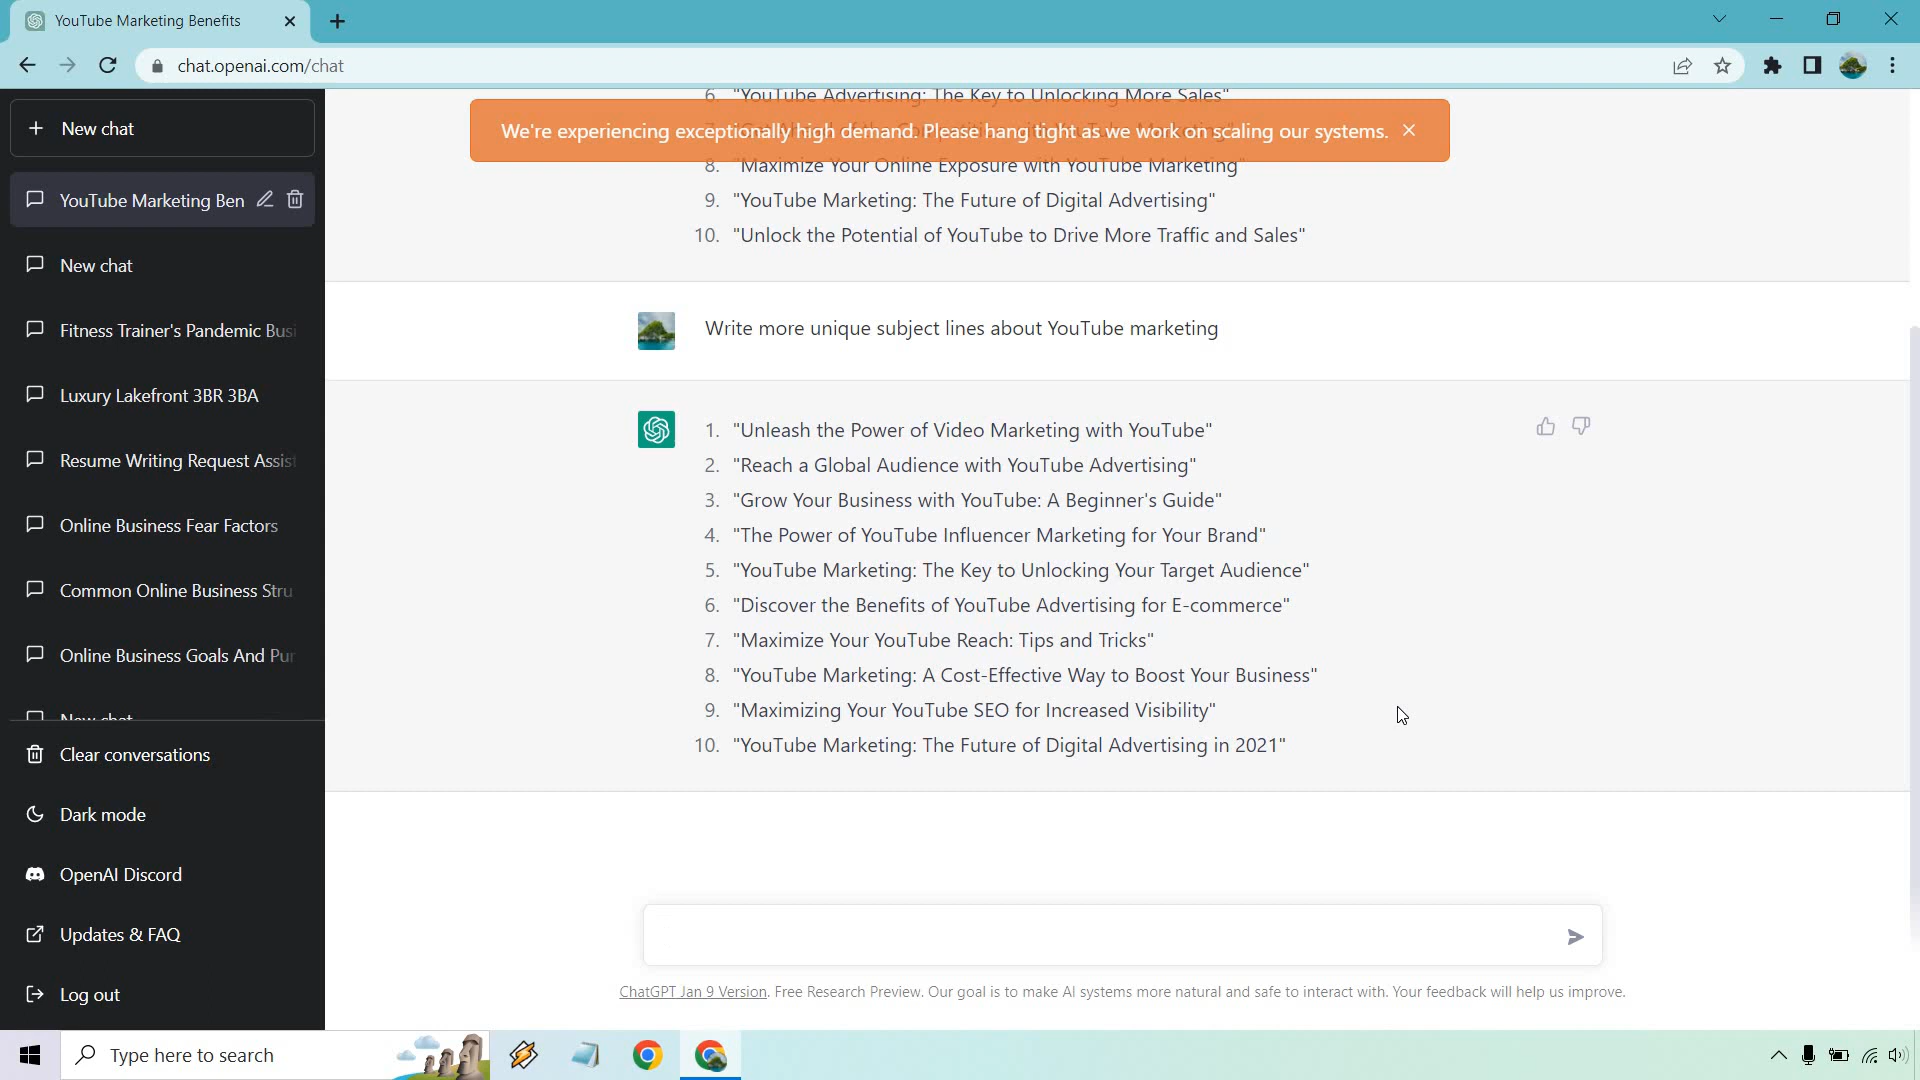 YouTube Marketing Benefits
chat.openai.com/chat
New chat
YouTube Marketing Ben
New chat
Fitness Trainer's Pandemic Busi
Luxury Lakefront 3BR 3BA
Resume Writing Request Assist
Online Business Fear Factors
Common Online Business Stru
Online Business Goals And Pur
New chat
Clear conversations
Dark mode
OpenAI Discord
Updates & FAQ
Log out
6. "YouTube Advertising: The Key to Unlocking More Sales"
We're experiencing exceptionally high demand. Please hang tight as we work on scaling our systems.
8. "Maximize Your Online Exposure with YouTube Marketing"
9. "YouTube Marketing: The Future of Digital Advertising"
10. "Unlock the Potential of YouTube to Drive More Traffic and Sales"
Write more unique subject lines about YouTube marketing
1. "Unleash the Power of Video Marketing with YouTube"
2. "Reach a Global Audience with YouTube Advertising"
3. "Grow Your Business with YouTube: A Beginner's Guide"
4. "The Power of YouTube Influencer Marketing for Your Brand"
5. "YouTube Marketing: The Key to Unlocking Your Target Audience"
6. "Discover the Benefits of YouTube Advertising for E-commerce"
7. "Maximize Your YouTube Reach: Tips and Tricks"
8. "YouTube Marketing: A Cost-Effective Way to Boost Your Business"
9. "Maximizing Your YouTube SEO for Increased Visibility"
10. "YouTube Marketing: The Future of Digital Advertising in 2021"
ChatGPT Jan 9 Version. Free Research Preview. Our goal is to make AI systems more natural and safe to interact with. Your feedback will help us improve.
Type here to search